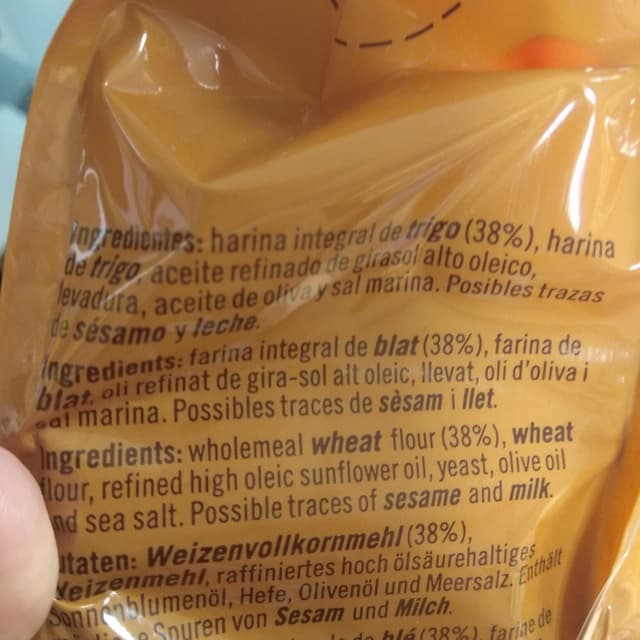 Ingredientes: harina integral de trigo (38%), harina
de trigo, aceite refinado de girasol alto oleico,
levadura, aceite de oliva y sal marina. Posibles trazas
de sésamo y leche.
Ingredients: farina integral de blat (38%), farina de
blat, oli refinat de gira-sol alt oleic, llevat, oli d'oliva i
sal marina. Possibles traces de sèsam i llet.
Ingredients: wholemeal wheat flour (38%), wheat
flour, refined high oleic sunflower oil, yeast, olive oil
and sea salt. Possible traces of sesame and milk.
utaten: Weizenvollkornmehl (38%),
Weizenmehl, raffiniertes hoch ölsäurehaltiges
Sonnenblumenöl, Hefe, Olivenöl und Meersalz. Enthält
Spuren von Sesam und Milch.
de blé (38%), farine de